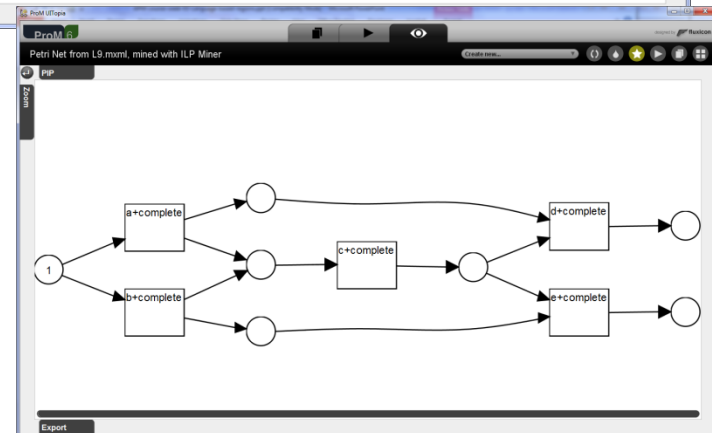 ProM UITopia
ProM 6
Petri Net from L9.mxml, mined with ILP Miner
Create new...
fluxicon
PIP
Zoom
a+complete
d+complete
c+complete
1
b+complete
e+complete
Export